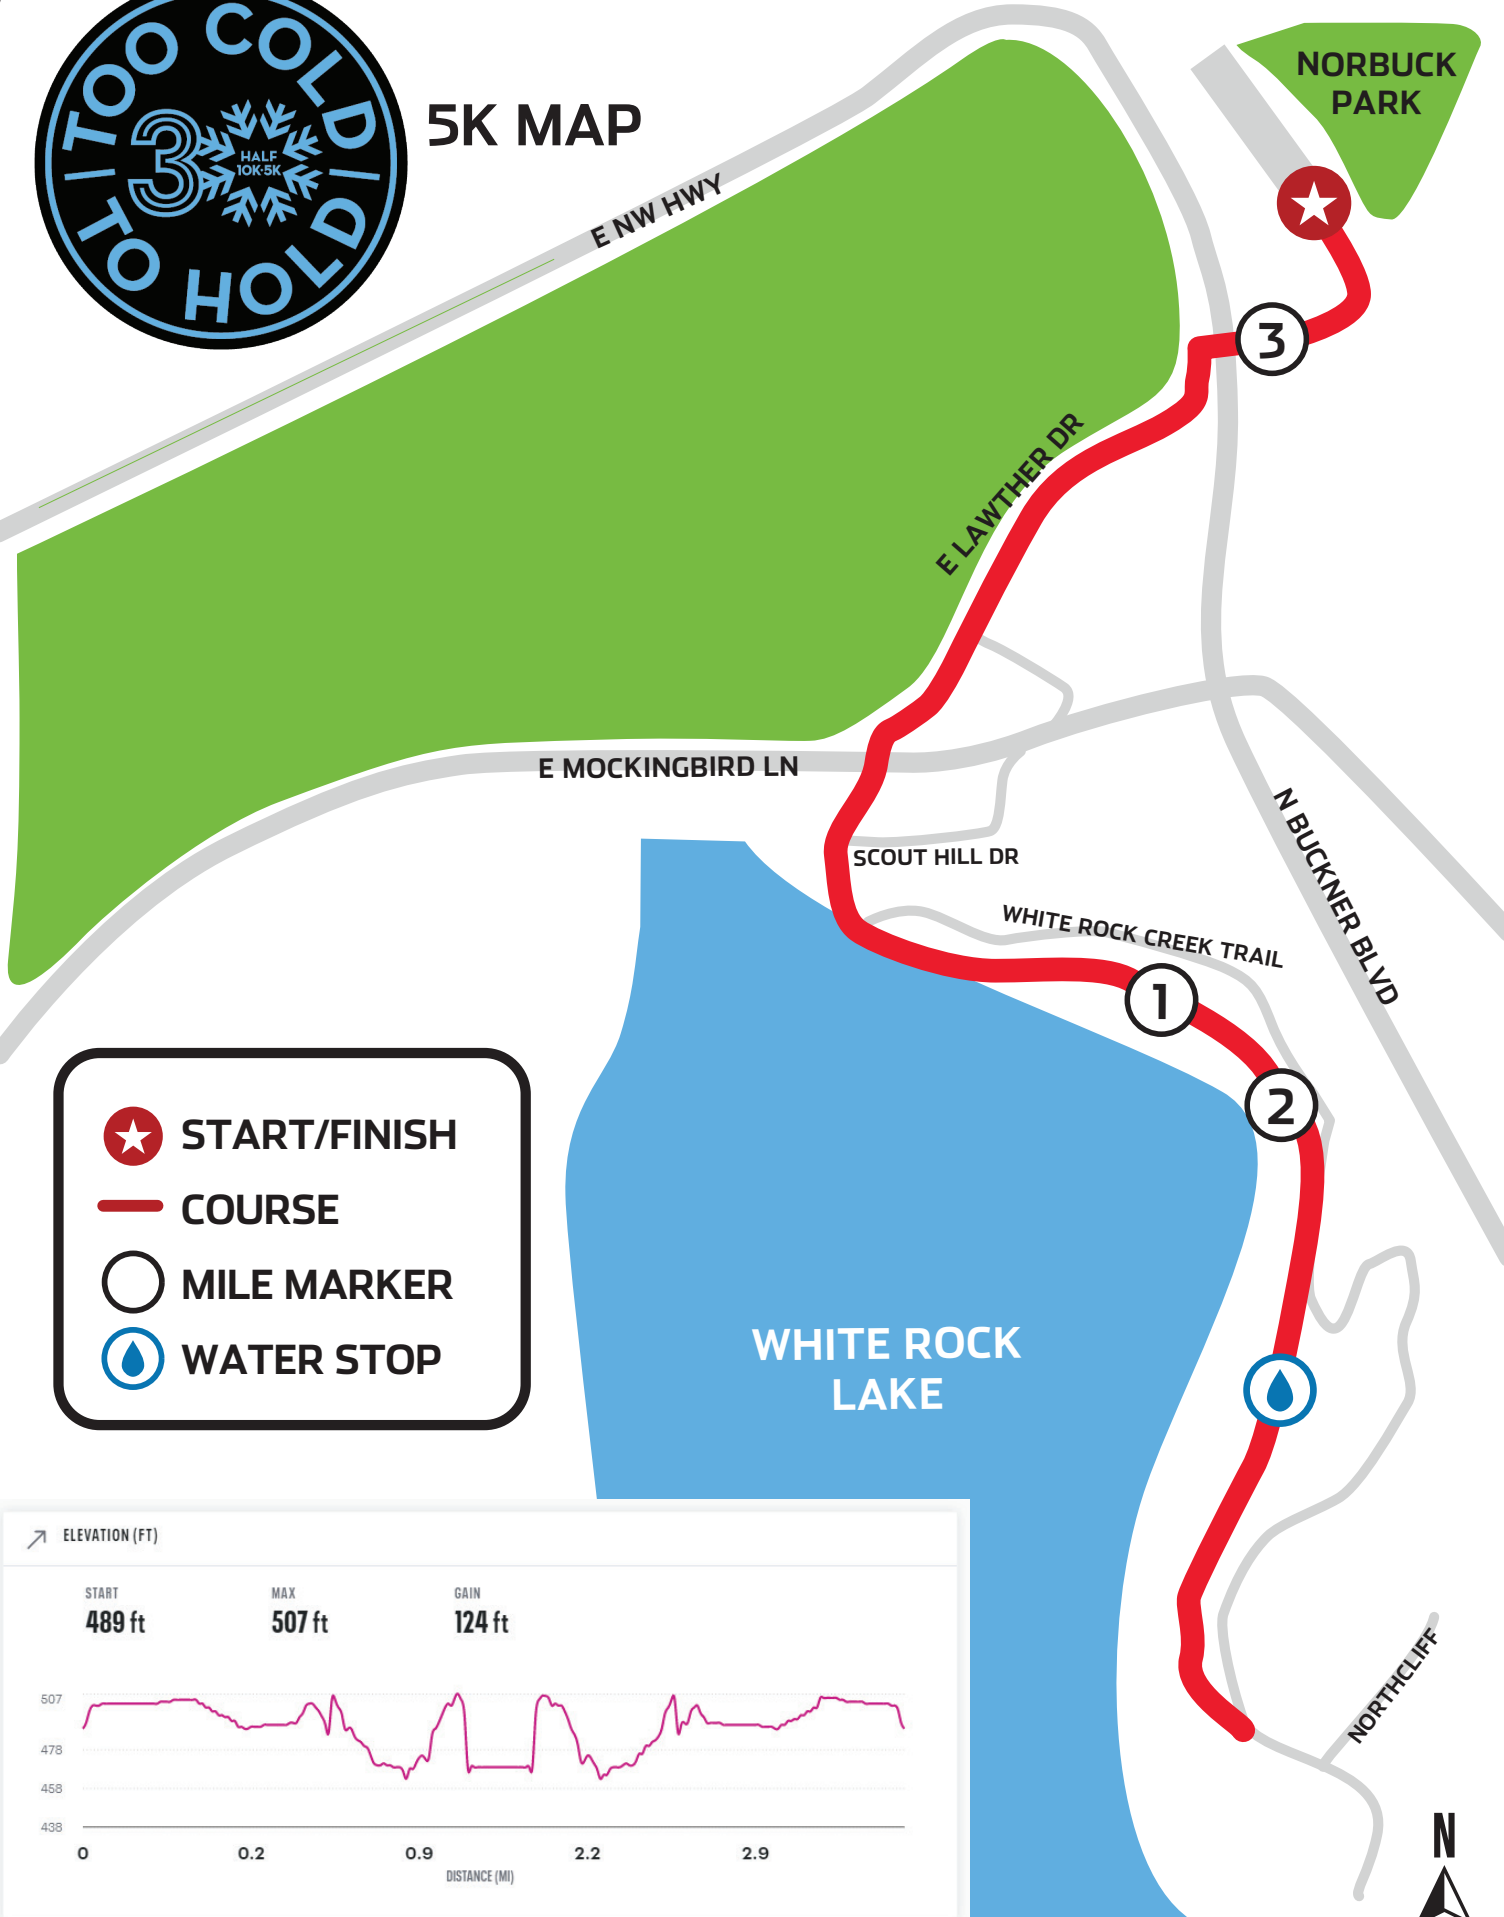 TOO COLD
3
HALF
10K·5K
TO HOLD
5K MAP
NORBUCK
PARK
E NW HWY
3
E LAWTHER DR
E MOCKINGBIRD LN
SCOUT HILL DR
N BUCKNER BLVD
WHITE ROCK CREEK TRAIL
1
2
START/FINISH
COURSE
MILE MARKER
WATER STOP
WHITE ROCK
LAKE
NORTHCLIFF
N
ELEVATION (FT)
START MAX GAIN
489 ft 507 ft 124 ft
507
478
458
438
0 0.2 0.9 2.2 2.9
DISTANCE (MI)